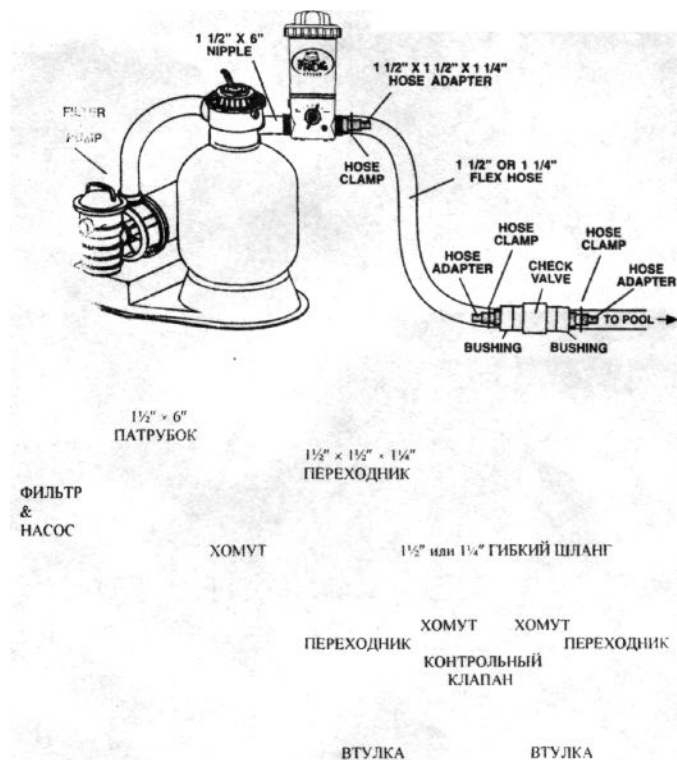 1 1/2" X 6"
NIPPLE
FROG
1 1/2" X 1 1/2" X 1 1/4"
HOSE ADAPTER
FILTER
PUMP
HOSE
CLAMP
1 1/2" OR 1 1/4"
FLEX HOSE
HOSE
CLAMP
HOSE
CLAMP
HOSE
ADAPTER
CHECK
VALVE
HOSE
ADAPTER
TO POOL
BUSHING
BUSHING
1½" × 6"
ПАТРУБОК
1½" × 1½" × 1¼"
ПЕРЕХОДНИК
ФИЛЬТР
&
НАСОС
ХОМУТ
1½" или 1¼" ГИБКИЙ ШЛАНГ
ХОМУТ
ХОМУТ
ПЕРЕХОДНИК
ПЕРЕХОДНИК
КОНТРОЛЬНЫЙ
КЛАПАН
ВТУЛКА
ВТУЛКА